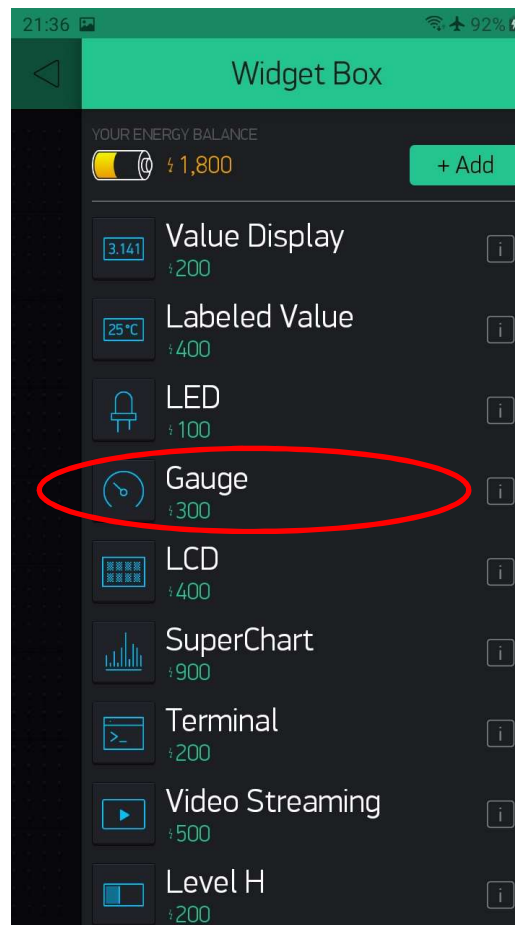 21:36 92%
Widget Box
YOUR ENERGY BALANCE
1,800
+ Add
3.141
Value Display
200
i
25°C
Labeled Value
400
i
LED
100
i
Gauge
300
i
LCD
400
i
SuperChart
900
i
>_
Terminal
200
i
Video Streaming
500
i
Level H
200
i